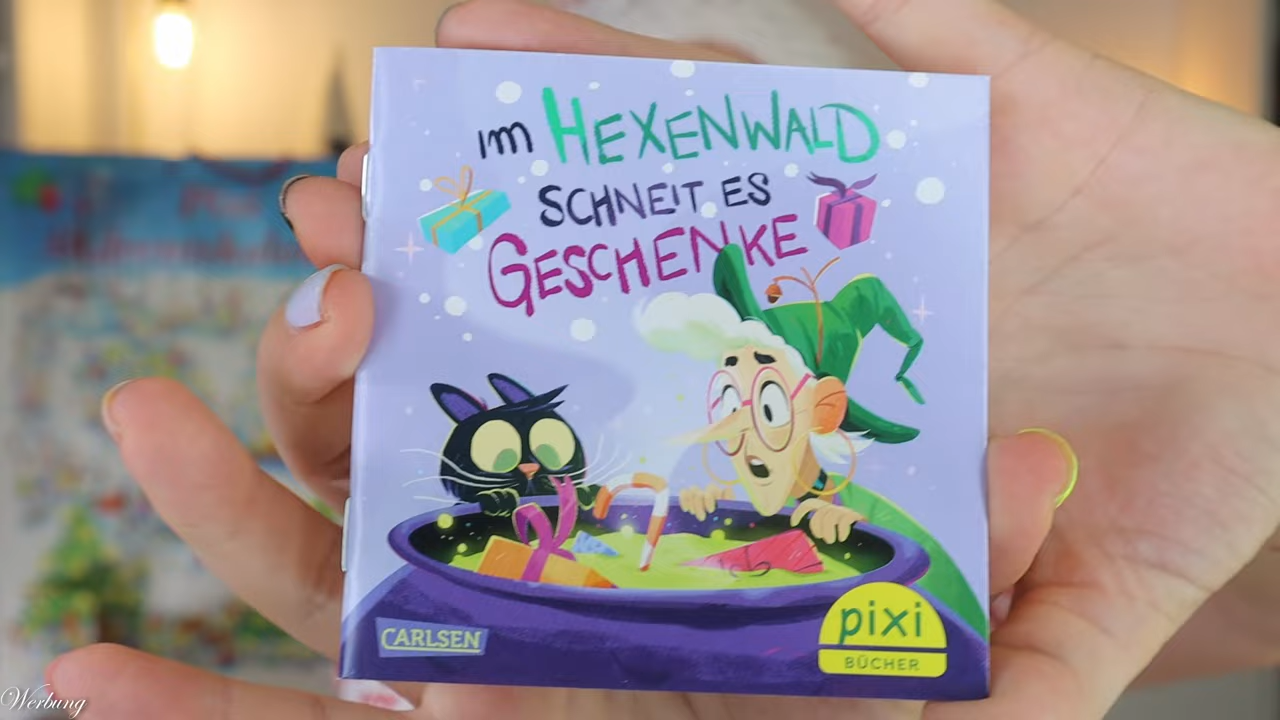 Im HEXENWALD
SCHNEIT ES
GESCHENKE
CARLSEN
pixi
BÜCHER
Werbung